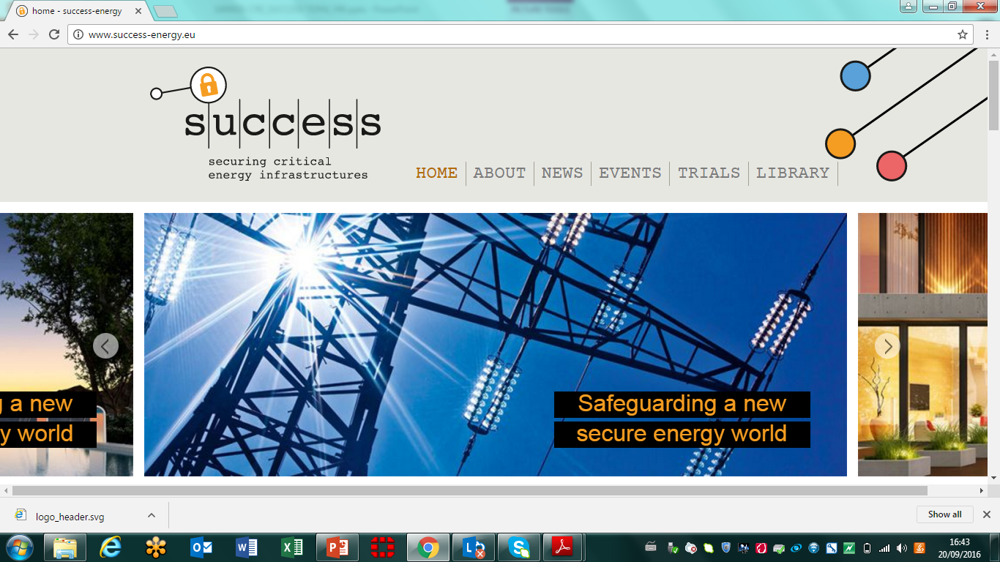 home - success-energy
www.success-energy.eu
success
securing critical
energy infrastructures
HOME
ABOUT
NEWS
EVENTS
TRIALS
LIBRARY
g a new
y world
Safeguarding a new
secure energy world
logo_header.svg
Show all
16:43
20/09/2016